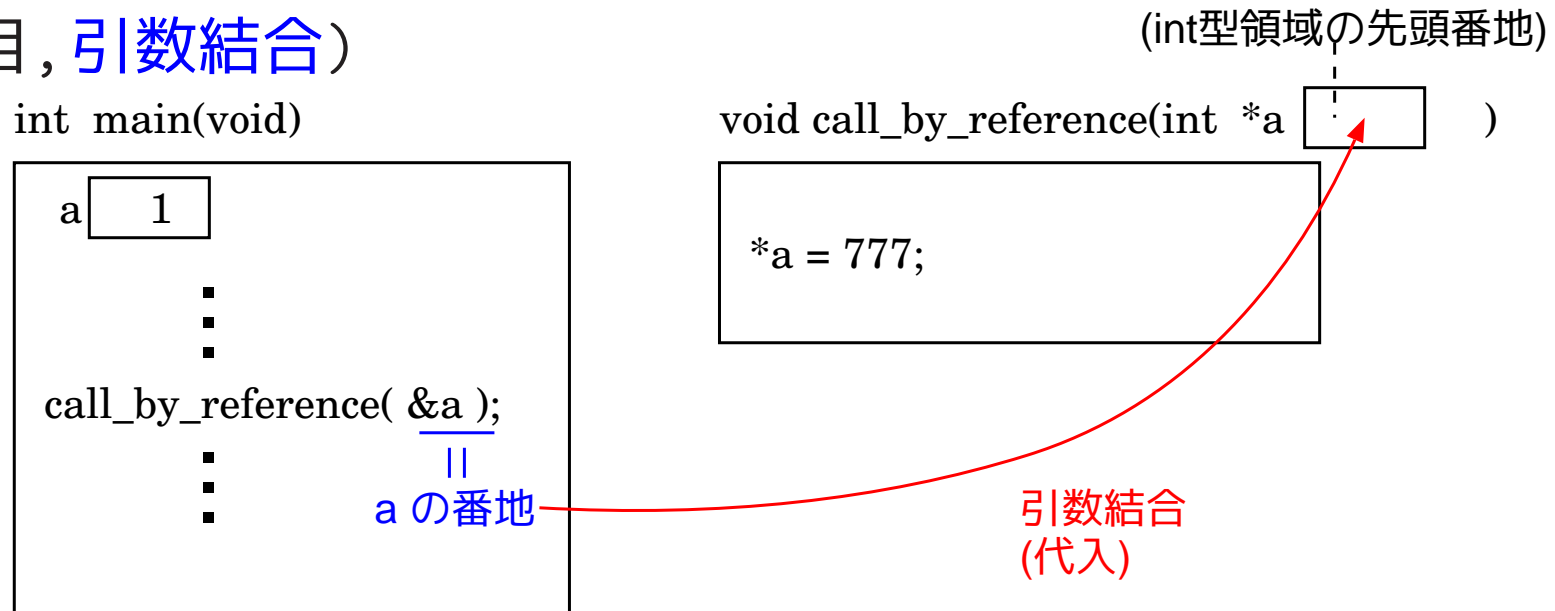 目,引数結合)
(int型領域の先頭番地)
int main(void)
void call_by_reference(int *a )
a 1
*a = 777;
call_by_reference( &a );
||
a の番地
引数結合
(代入)